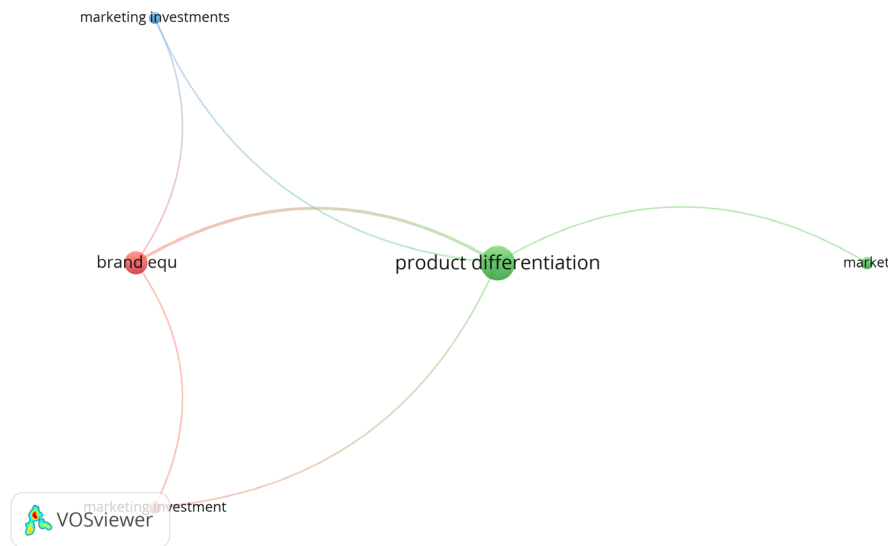 marketing investments
brand equ
product differentiation
market
marketing investment
VOSviewer